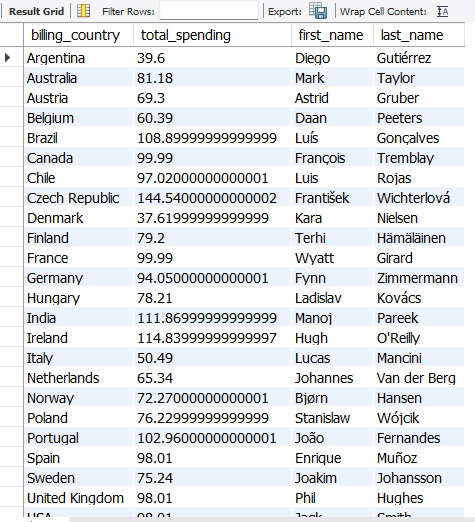 Result Grid Filter Rows: Export: Wrap Cell Content: IA
billing_country total_spending first_name last_name
Argentina 39.6 Diego Gutiérrez
Australia 81.18 Mark Taylor
Austria 69.3 Astrid Gruber
Belgium 60.39 Daan Peeters
Brazil 108.89999999999999 Luís Gonçalves
Canada 99.99 François Tremblay
Chile 97.02000000000001 Luis Rojas
Czech Republic 144.54000000000002 František Wichterlová
Denmark 37.61999999999999 Kara Nielsen
Finland 79.2 Terhi Hämäläinen
France 99.99 Wyatt Girard
Germany 94.05000000000001 Fynn Zimmermann
Hungary 78.21 Ladislav Kovács
India 111.86999999999999 Manoj Pareek
Ireland 114.83999999999997 Hugh O'Reilly
Italy 50.49 Lucas Mancini
Netherlands 65.34 Johannes Van der Berg
Norway 72.27000000000001 Bjørn Hansen
Poland 76.22999999999999 Stanisław Wójcik
Portugal 102.96000000000001 João Fernandes
Spain 98.01 Enrique Muñoz
Sweden 75.24 Joakim Johansson
United Kingdom 98.01 Phil Hughes
USA 98.01 Jack Smith